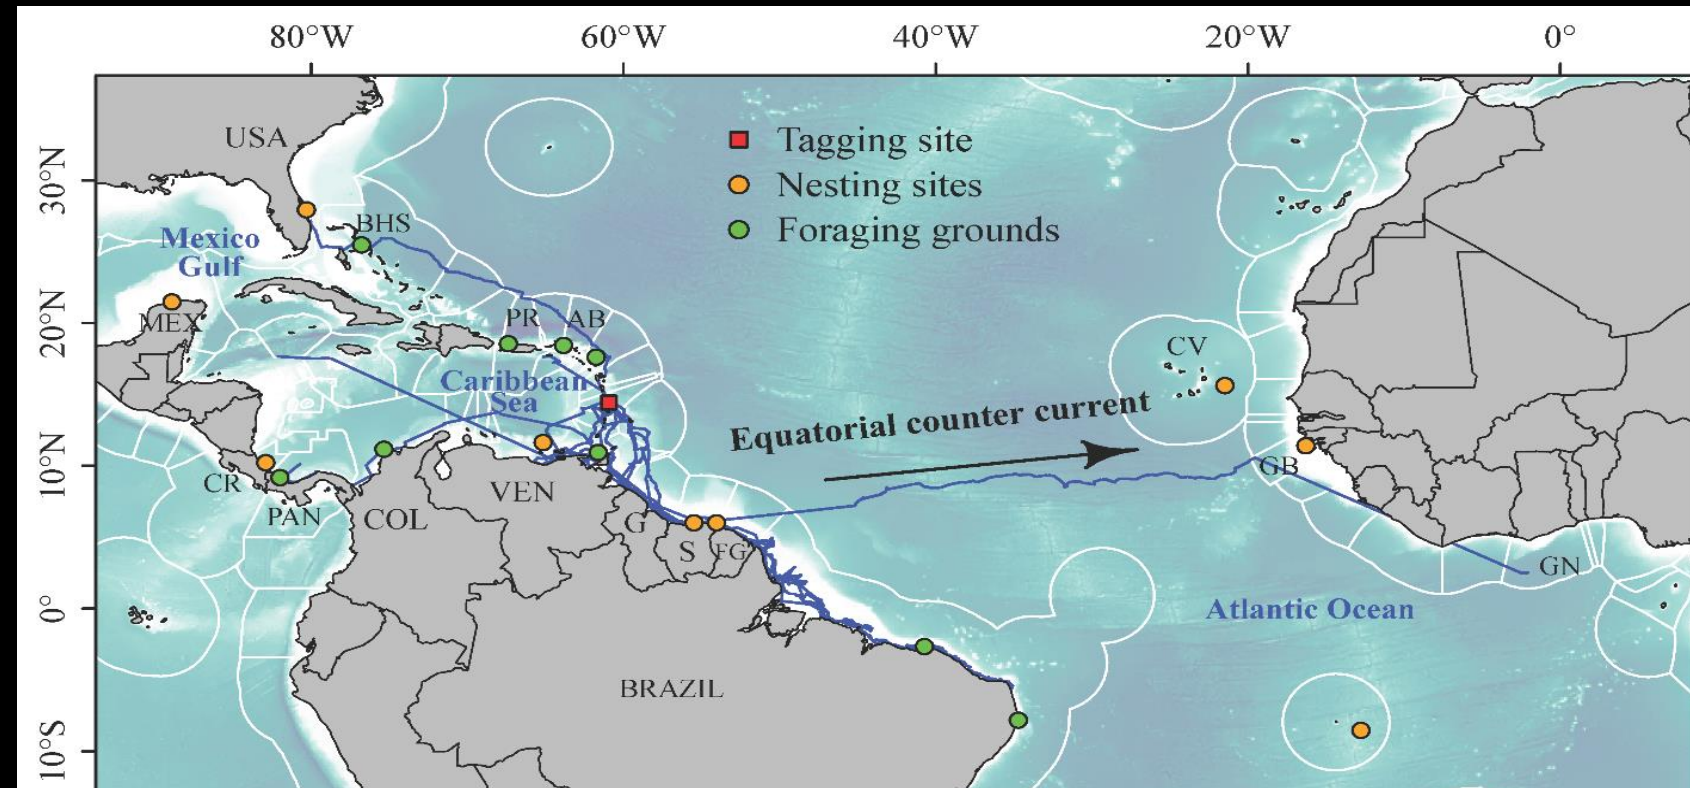 80°W 60°W 40°W 20°W 0°
30°N
20°N
10°N
0°
10°S
USA
Tagging site
Nesting sites
Foraging grounds
BHS
Mexico
Gulf
MEX
PR AB
CV
Caribbean
Sea
Equatorial counter current
CR
PAN
COL
VEN
G
S
FG
GB
GN
Atlantic Ocean
BRAZIL